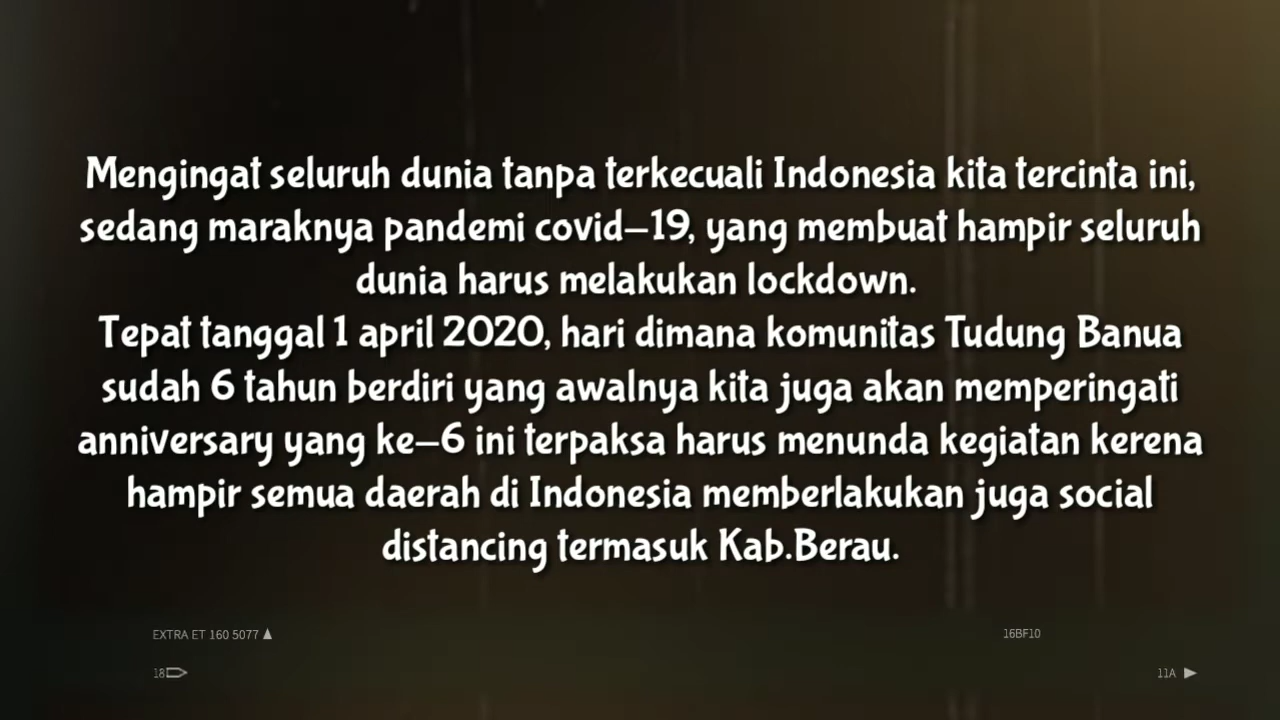 Mengingat seluruh dunia tanpa terkecuali Indonesia kita tercinta ini,
sedang maraknya pandemi covid-19, yang membuat hampir seluruh
dunia harus melakukan lockdown.
Tepat tanggal 1 april 2020, hari dimana komunitas Tudung Banua
sudah 6 tahun berdiri yang awalnya kita juga akan memperingati
anniversary yang ke-6 ini terpaksa harus menunda kegiatan kerena
hampir semua daerah di Indonesia memberlakukan juga social
distancing termasuk Kab.Berau.
EXTRA ET 160 5077 ▲ 16BF10
18 11A ▶